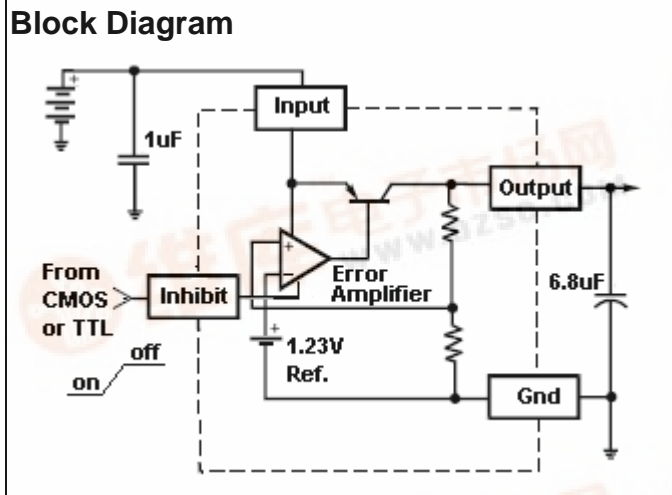 Block Diagram
+
Input
1uF
Output
+
−
Error
Amplifier
From
CMOS
or TTL
Inhibit
6.8uF
+
1.23V
Ref.
off
on
Gnd